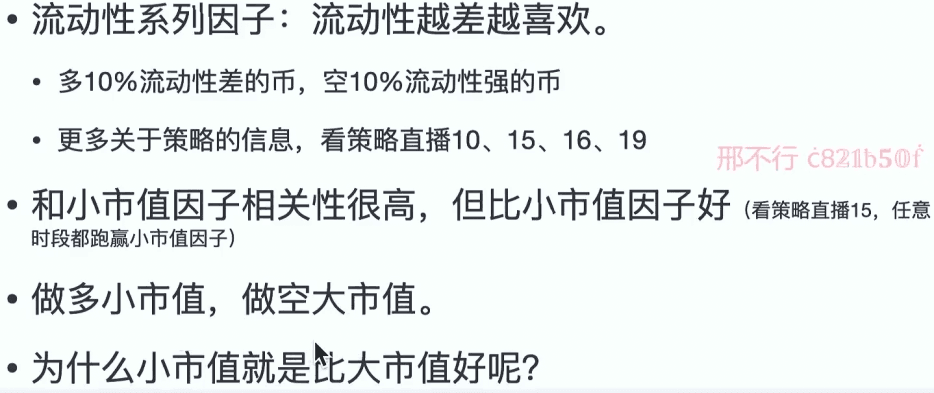 • 流动性系列因子：流动性越差越喜欢。
• 多10%流动性差的币，空10%流动性强的币
• 更多关于策略的信息，看策略直播10、15、16、19
邢不行 c821b50f
• 和小市值因子相关性很高，但比小市值因子好（看策略直播15，任意
时段都跑赢小市值因子）
• 做多小市值，做空大市值。
• 为什么小市值就是比大市值好呢？